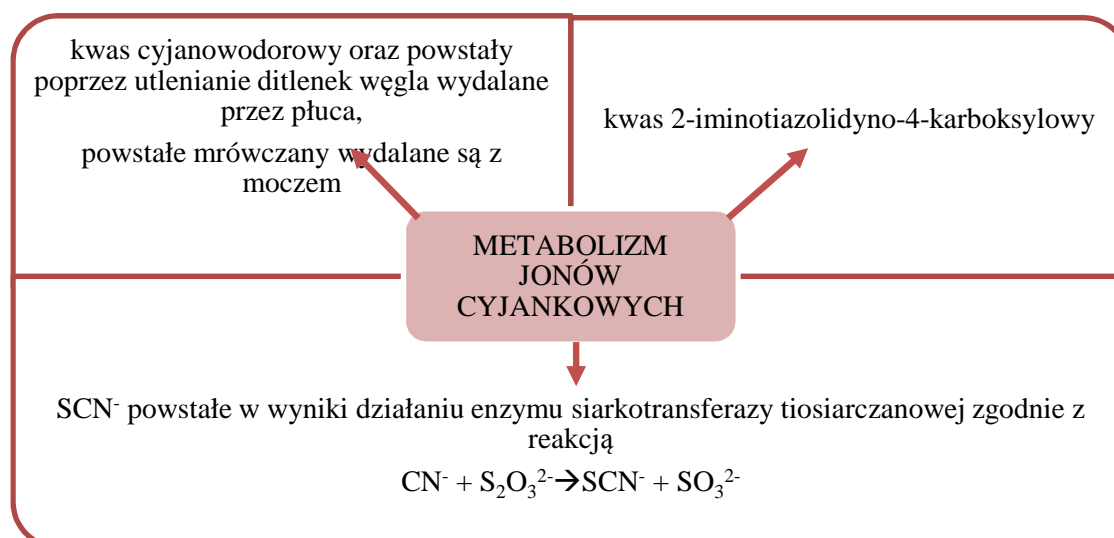 kwas cyjanowodorowy oraz powstały
poprzez utlenianie ditlenek węgla wydalane
przez płuca,
powstałe mrówczany wydalane są z
moczem
kwas 2-iminotiazolidyno-4-karboksylowy
METABOLIZM
JONÓW
CYJANKOWYCH
SCN⁻ powstałe w wyniki działaniu enzymu siarkotransferazy tiosiarczanowej zgodnie z
reakcją
CN⁻ + S₂O₃²⁻→SCN⁻ + SO₃²⁻